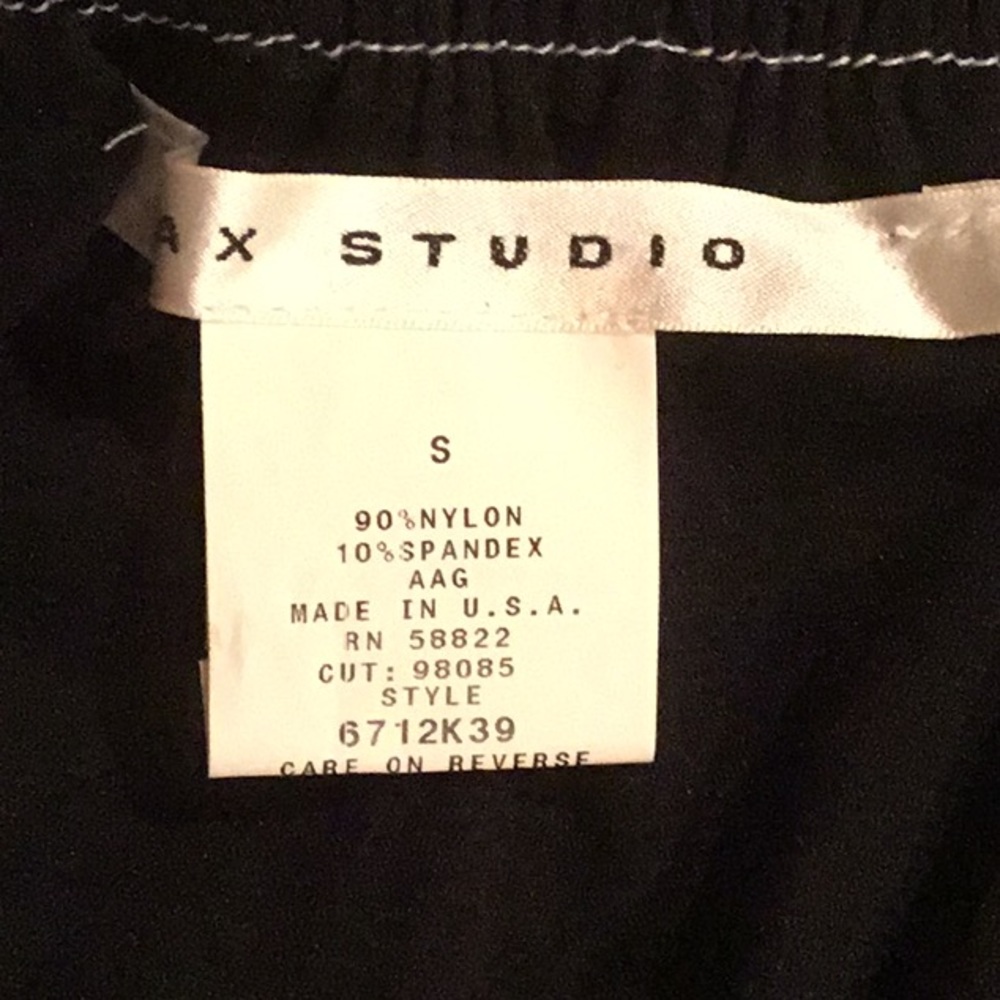 AX STUDIO
S
90%NYLON
10%SPANDEX
AAG
MADE IN U.S.A.
RN 58822
CUT: 98085
STYLE
6712K39
CARE ON REVERSE